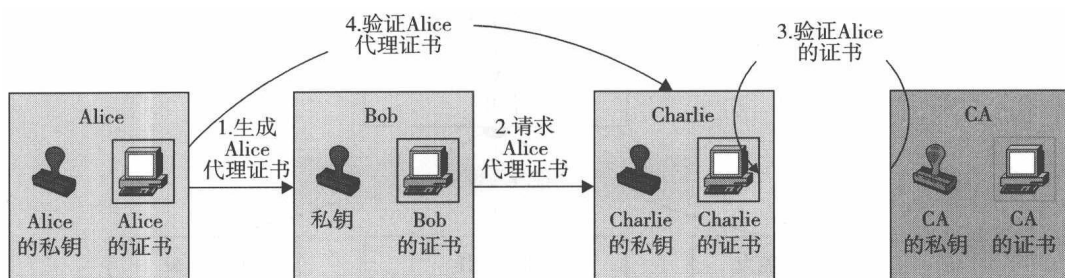 4.验证Alice
代理证书
3.验证Alice
的证书
Alice
1.生成
Alice
代理证书
Alice
的私钥
Alice
的证书
Bob
2.请求
Alice
代理证书
私钥
Bob
的证书
Charlie
Charlie
的私钥
Charlie
的证书
CA
CA
的私钥
CA
的证书